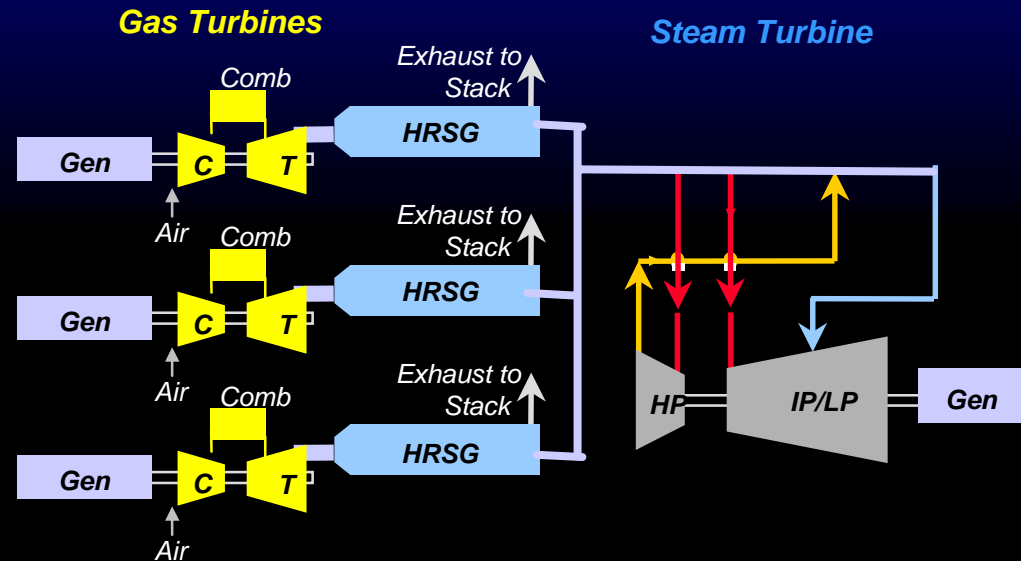 Gas Turbines
Steam Turbine
Exhaust to
Stack
Comb
HRSG
Gen
C
T
Air
Exhaust to
Stack
Comb
HRSG
Gen
C
T
Air
Exhaust to
Stack
Comb
HRSG
Gen
C
T
Air
HP
IP/LP
Gen